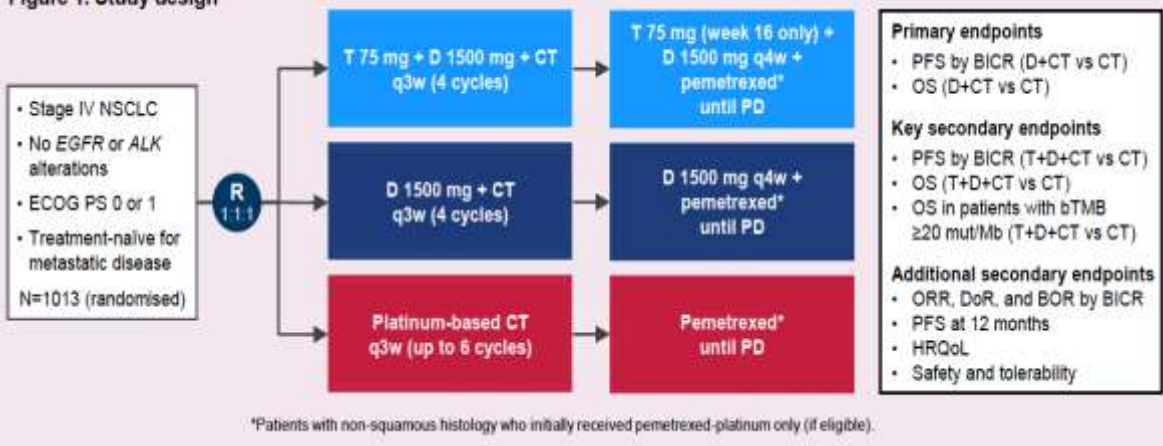 Figure 1. Study design
• Stage IV NSCLC
• No EGFR or ALK
alterations
• ECOG PS 0 or 1
• Treatment-naïve for
metastatic disease
N=1013 (randomised)
R
1:1:1
T 75 mg + D 1500 mg + CT
q3w (4 cycles)
T 75 mg (week 16 only) +
D 1500 mg q4w +
pemetrexed*
until PD
D 1500 mg + CT
q3w (4 cycles)
D 1500 mg q4w +
pemetrexed*
until PD
Platinum-based CT
q3w (up to 6 cycles)
Pemetrexed*
until PD
Primary endpoints
• PFS by BICR (D+CT vs CT)
• OS (D+CT vs CT)
Key secondary endpoints
• PFS by BICR (T+D+CT vs CT)
• OS (T+D+CT vs CT)
• OS in patients with bTMB
≥20 mut/Mb (T+D+CT vs CT)
Additional secondary endpoints
• ORR, DoR, and BOR by BICR
• PFS at 12 months
• HRQoL
• Safety and tolerability
*Patients with non-squamous histology who initially received pemetrexed-platinum only (if eligible).